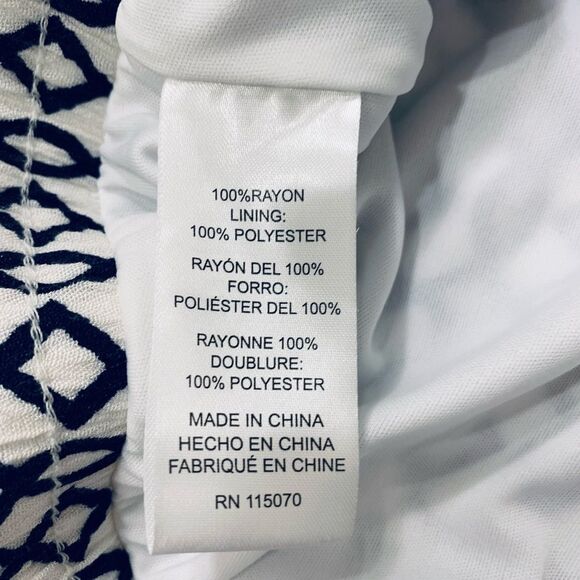 100%RAYON
LINING:
100% POLYESTER
RAYÓN DEL 100%
FORRO:
POLIÉSTER DEL 100%
RAYONNE 100%
DOUBLURE:
100% POLYESTER
MADE IN CHINA
HECHO EN CHINA
FABRIQUÉ EN CHINE
RN 115070